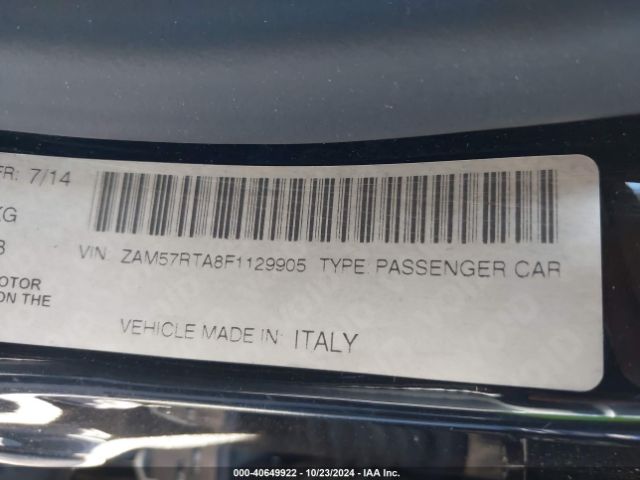 FR: 7/14
KG
VIN: ZAM57RTA8F1129905 TYPE: PASSENGER CAR
OTOR
ON THE
VEHICLE MADE IN: ITALY
000-40649922 - 10/23/2024 - IAA Inc.